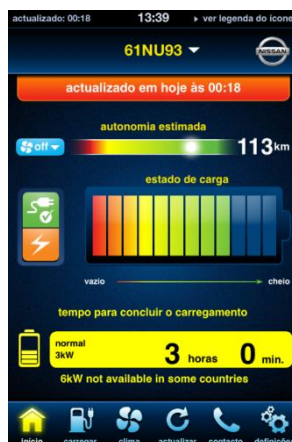 actualizado: 00:18 13:39 ▸ ver legenda do icone
61NU93
NISSAN
actualizado em hoje às 00:18
autonomia estimada
off
113km
estado de carga
vazio cheio
tempo para concluir o carregamento
normal
3kW
3 horas 0 min.
6kW not available in some countries
início carregar clima actualizar contacto definições